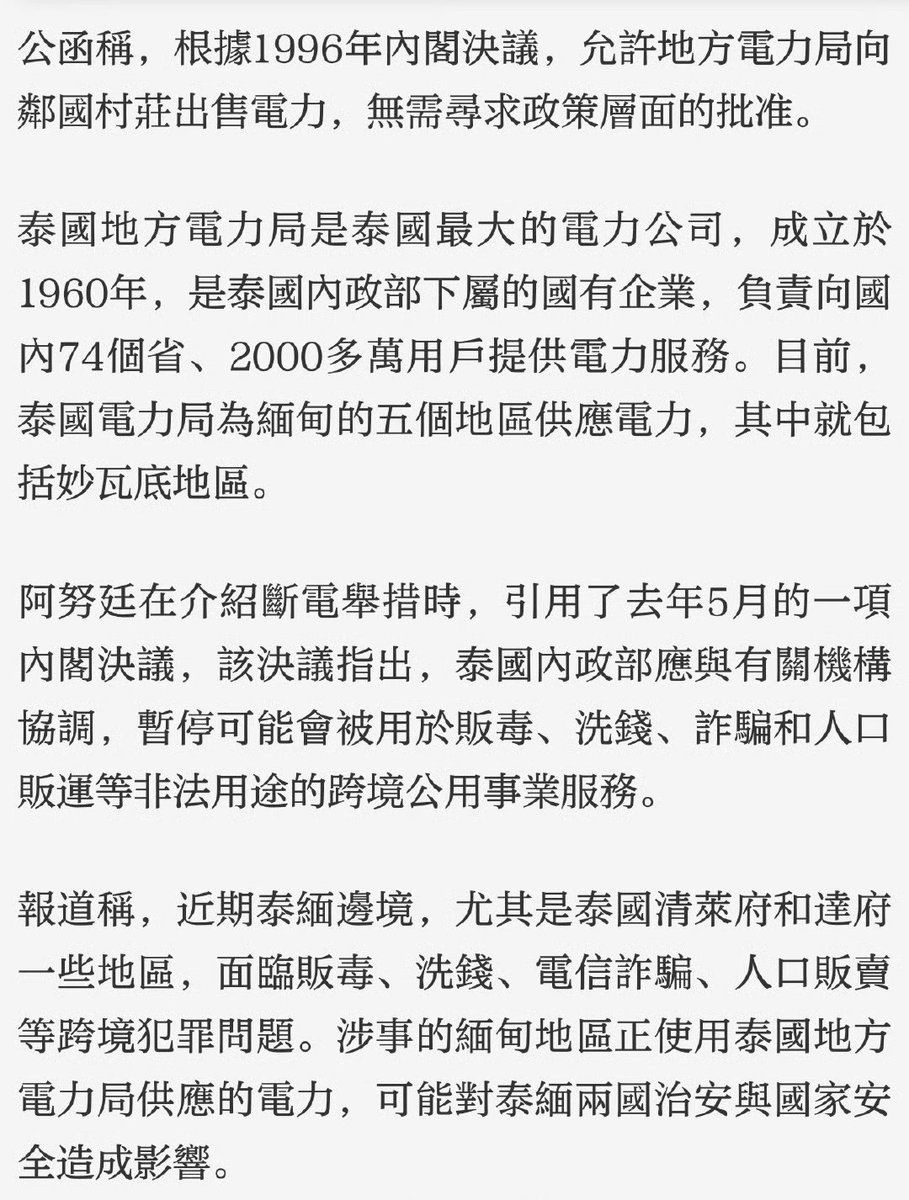 公函稱，根據1996年內閣決議，允許地方電力局向
鄰國村莊出售電力，無需尋求政策層面的批准。
泰國地方電力局是泰國最大的電力公司，成立於
1960年，是泰國內政部下屬的國有企業，負責向國
內74個省、2000多萬用戶提供電力服務。目前，
泰國電力局為緬甸的五個地區供應電力，其中就包
括妙瓦底地區。
阿努廷在介紹斷電舉措時，引用了去年5月的一項
內閣決議，該決議指出，泰國內政部應與有關機構
協調，暫停可能會被用於販毒、洗錢、詐騙和人口
販運等非法用途的跨境公用事業服務。
報道稱，近期泰緬邊境，尤其是泰國清萊府和達府
一些地區，面臨販毒、洗錢、電信詐騙、人口販賣
等跨境犯罪問題。涉事的緬甸地區正使用泰國地方
電力局供應的電力，可能對泰緬兩國治安與國家安
全造成影響。